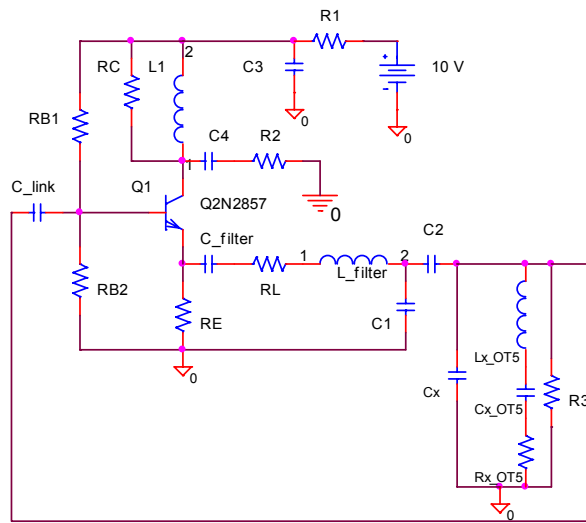 R1
2
RC
L1
C3
10 V
RB1
0
0
C4
R2
1
C_link
Q1
Q2N2857
0
C_filter
C2
1
2
RB2
RL
L_filter
RE
C1
Lx_OT5
Cx
R3
0
Cx_OT5
Rx_OT5
0